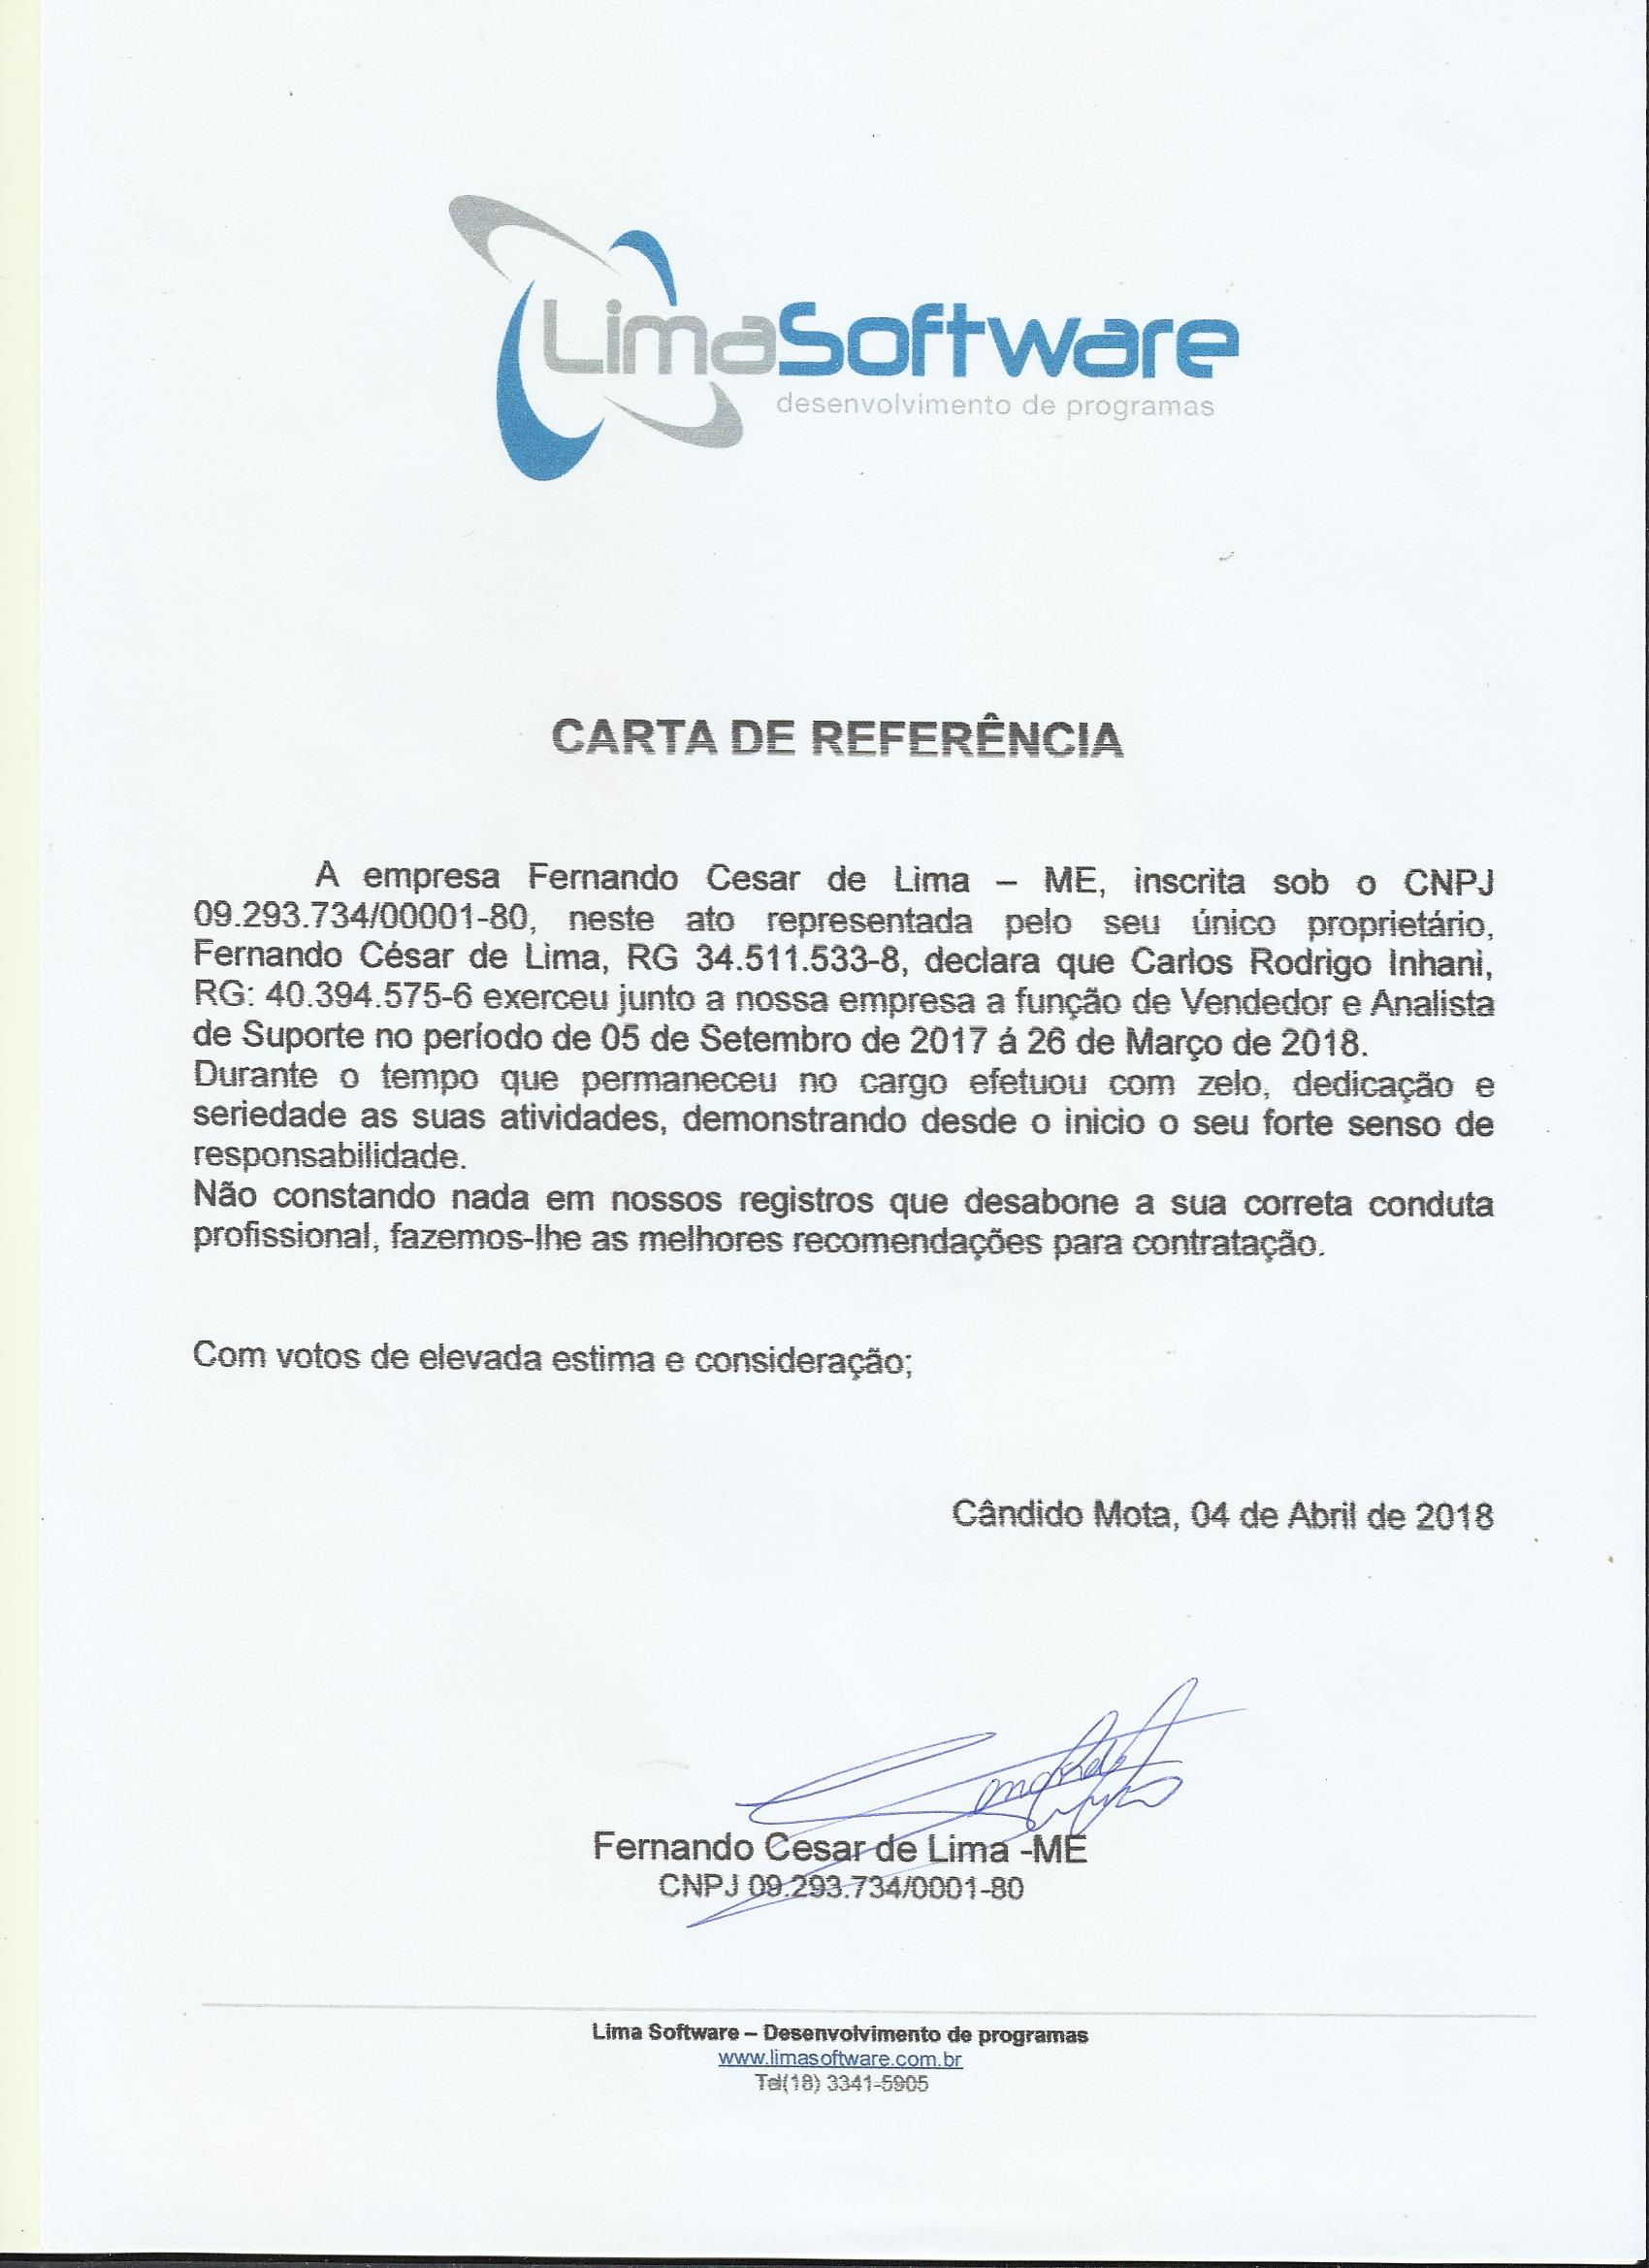 LimaSoftware
desenvolvimento de programas
CARTA DE REFERÊNCIA
A empresa Fernando Cesar de Lima – ME, inscrita sob o CNPJ
09.293.734/00001-80, neste ato representada pelo seu único proprietário,
Fernando César de Lima, RG 34.511.533-8, declara que Carlos Rodrigo Inhani,
RG: 40.394.575-6 exerceu junto a nossa empresa a função de Vendedor e Analista
de Suporte no período de 05 de Setembro de 2017 á 26 de Março de 2018.
Durante o tempo que permaneceu no cargo efetuou com zelo, dedicação e
seriedade as suas atividades, demonstrando desde o inicio o seu forte senso de
responsabilidade.
Não constando nada em nossos registros que desabone a sua correta conduta
profissional, fazemos-lhe as melhores recomendações para contratação.
Com votos de elevada estima e consideração;
Cândido Mota, 04 de Abril de 2018
Fernando Cesar de Lima -ME
CNPJ 09.293.734/0001-80
Lima Software – Desenvolvimento de programas
www.limasoftware.com.br
Tel(18) 3341-5905